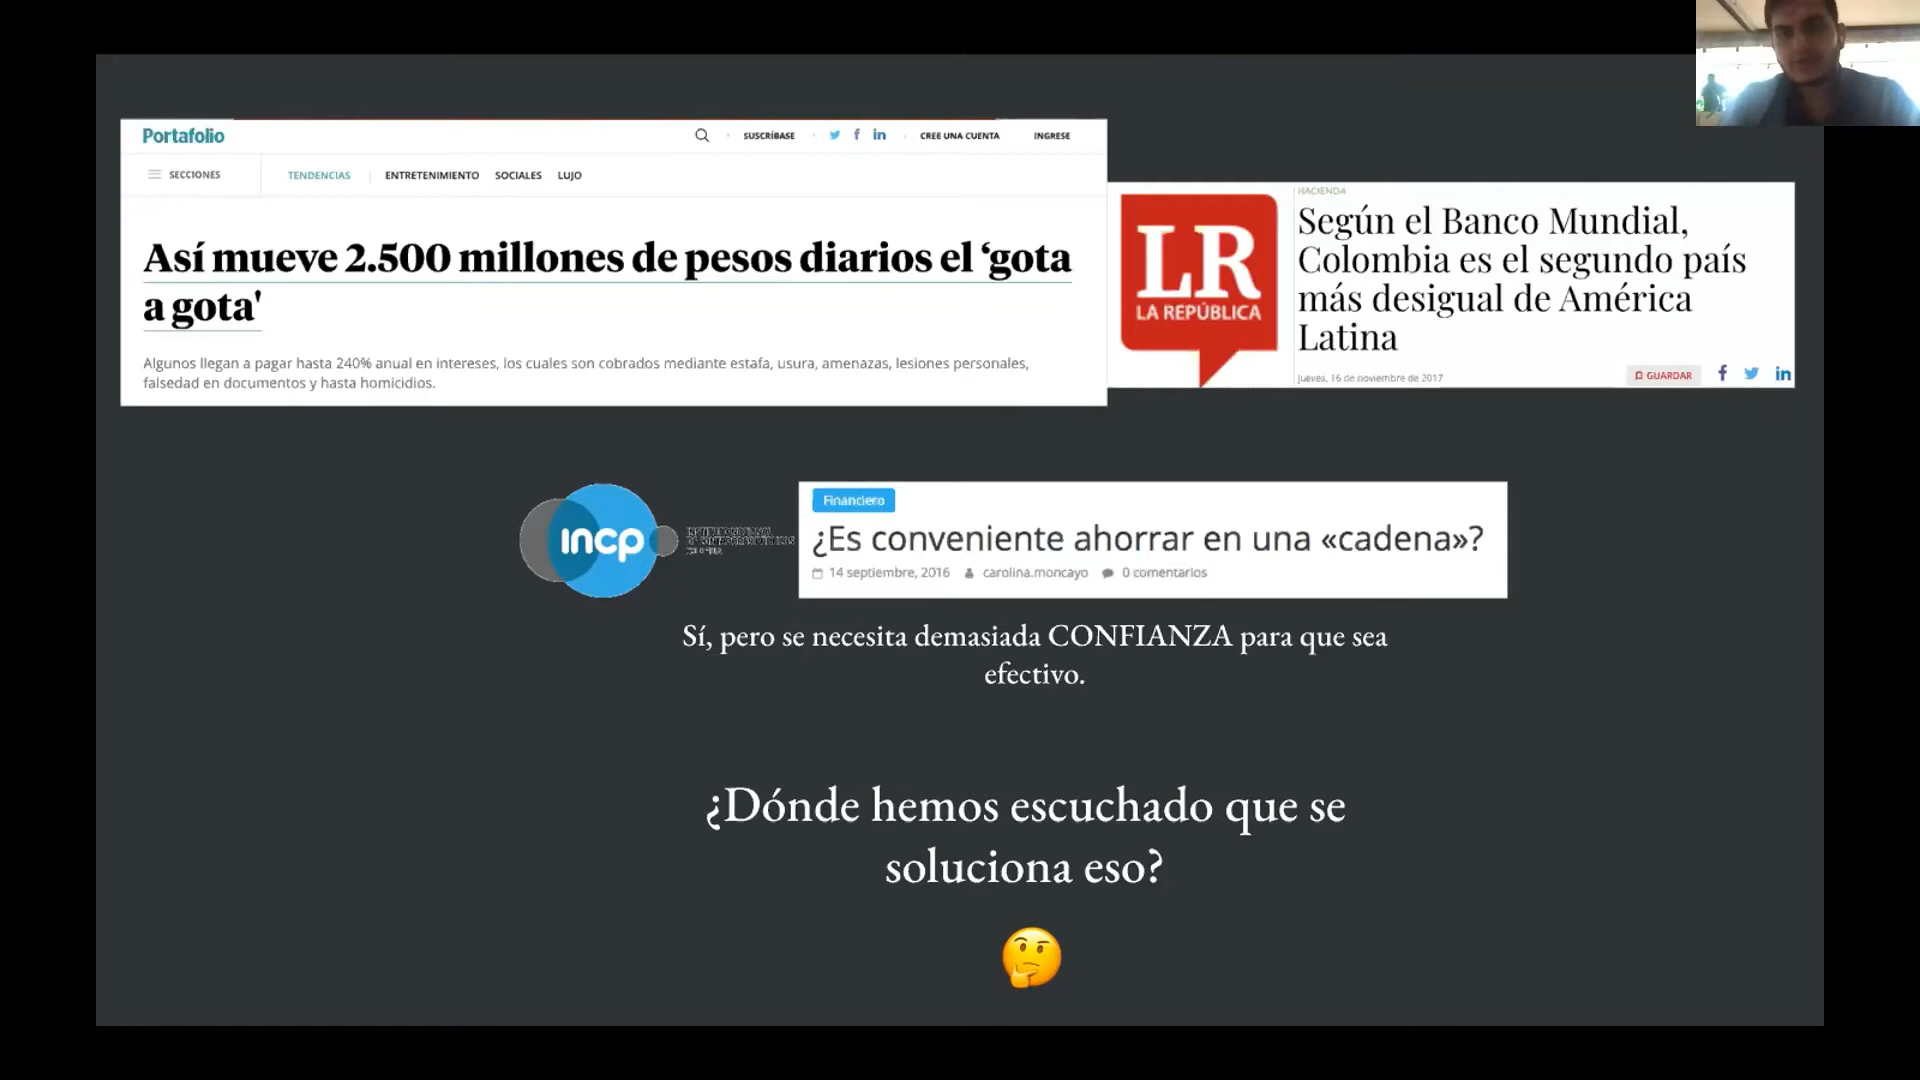 Portafolio
SUSCRÍBASE
CREE UNA CUENTA
INGRESE
SECCIONES
TENDENCIAS
ENTRETENIMIENTO
SOCIALES
LUJO
Así mueve 2.500 millones de pesos diarios el ‘gota
a gota'
Algunos llegan a pagar hasta 240% anual en intereses, los cuales son cobrados mediante estafa, usura, amenazas, lesiones personales,
falsedad en documentos y hasta homicidios.
LR
LA REPÚBLICA
HACIENDA
Según el Banco Mundial,
Colombia es el segundo país
más desigual de América
Latina
Jueves, 16 de noviembre de 2017
GUARDAR
incp
Financiero
¿Es conveniente ahorrar en una «cadena»?
14 septiembre, 2016 carolina.moncayo 0 comentarios
Sí, pero se necesita demasiada CONFIANZA para que sea
efectivo.
¿Dónde hemos escuchado que se
soluciona eso?